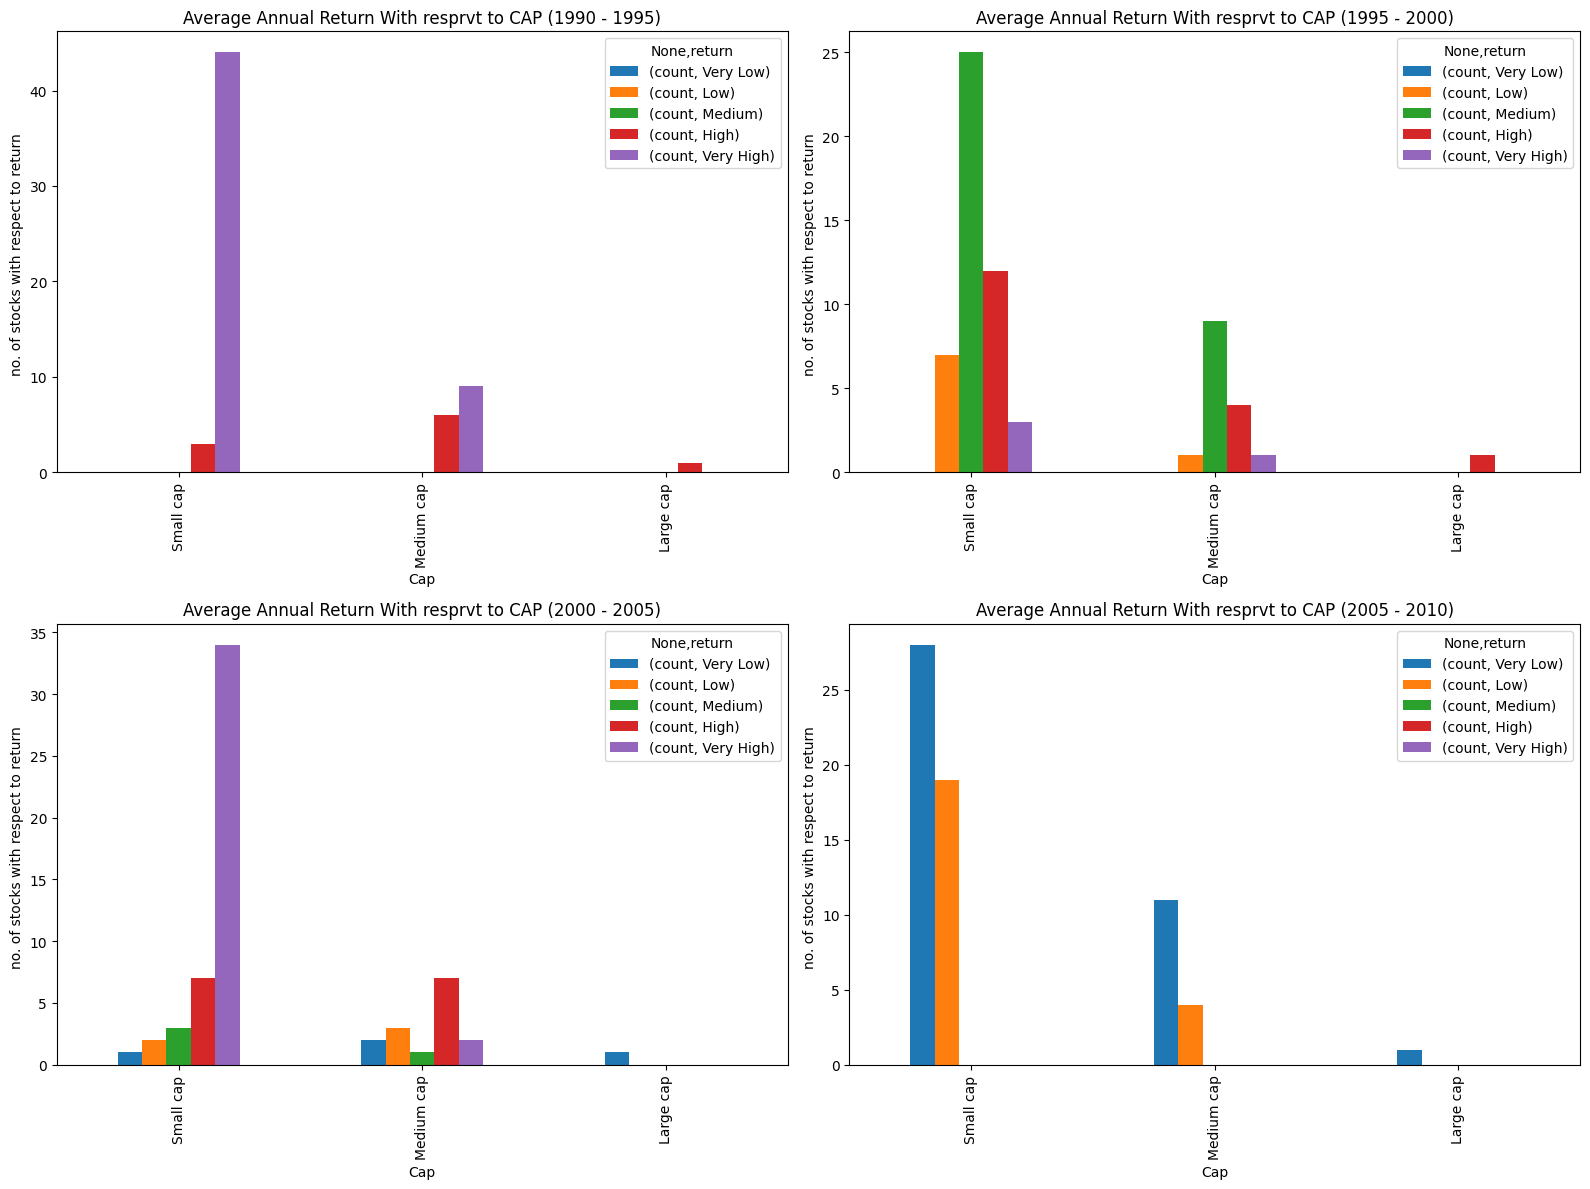 Average Annual Return With resprvt to CAP (1990 - 1995)
no. of stocks with respect to return
40
30
20
10
0
None,return
(count, Very Low)
(count, Low)
(count, Medium)
(count, High)
(count, Very High)
Small cap
Medium cap
Large cap
Cap
Average Annual Return With resprvt to CAP (1995 - 2000)
no. of stocks with respect to return
25
20
15
10
5
0
None,return
(count, Very Low)
(count, Low)
(count, Medium)
(count, High)
(count, Very High)
Small cap
Medium cap
Large cap
Cap
Average Annual Return With resprvt to CAP (2000 - 2005)
no. of stocks with respect to return
35
30
25
20
15
10
5
0
None,return
(count, Very Low)
(count, Low)
(count, Medium)
(count, High)
(count, Very High)
Small cap
Medium cap
Large cap
Cap
Average Annual Return With resprvt to CAP (2005 - 2010)
no. of stocks with respect to return
25
20
15
10
5
0
None,return
(count, Very Low)
(count, Low)
(count, Medium)
(count, High)
(count, Very High)
Small cap
Medium cap
Large cap
Cap